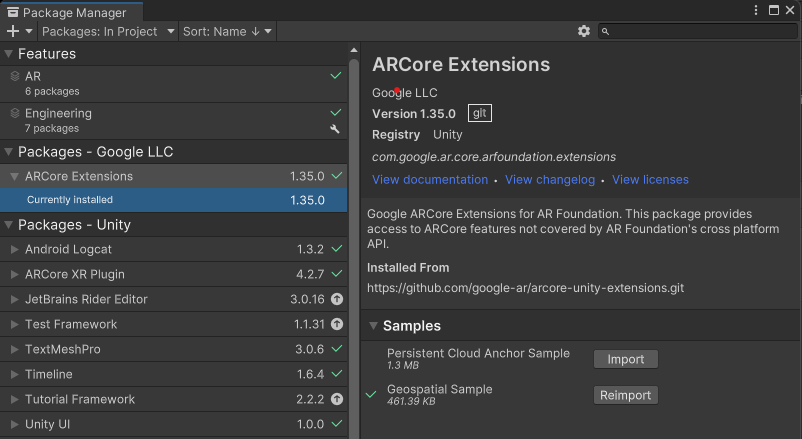 Package Manager
Packages: In Project
Sort: Name ↓
Features
AR
6 packages
Engineering
7 packages
Packages - Google LLC
ARCore Extensions 1.35.0
Currently installed 1.35.0
Packages - Unity
Android Logcat 1.3.2
ARCore XR Plugin 4.2.7
JetBrains Rider Editor 3.0.16
Test Framework 1.1.31
TextMeshPro 3.0.6
Timeline 1.6.4
Tutorial Framework 2.2.2
Unity UI 1.0.0
ARCore Extensions
Google LLC
Version 1.35.0 git
Registry Unity
com.google.ar.core.arfoundation.extensions
View documentation • View changelog • View licenses
Google ARCore Extensions for AR Foundation. This package provides
access to ARCore features not covered by AR Foundation's cross platform
API.
Installed From
https://github.com/google-ar/arcore-unity-extensions.git
Samples
Persistent Cloud Anchor Sample Import
1.3 MB
Geospatial Sample Reimport
461.39 KB